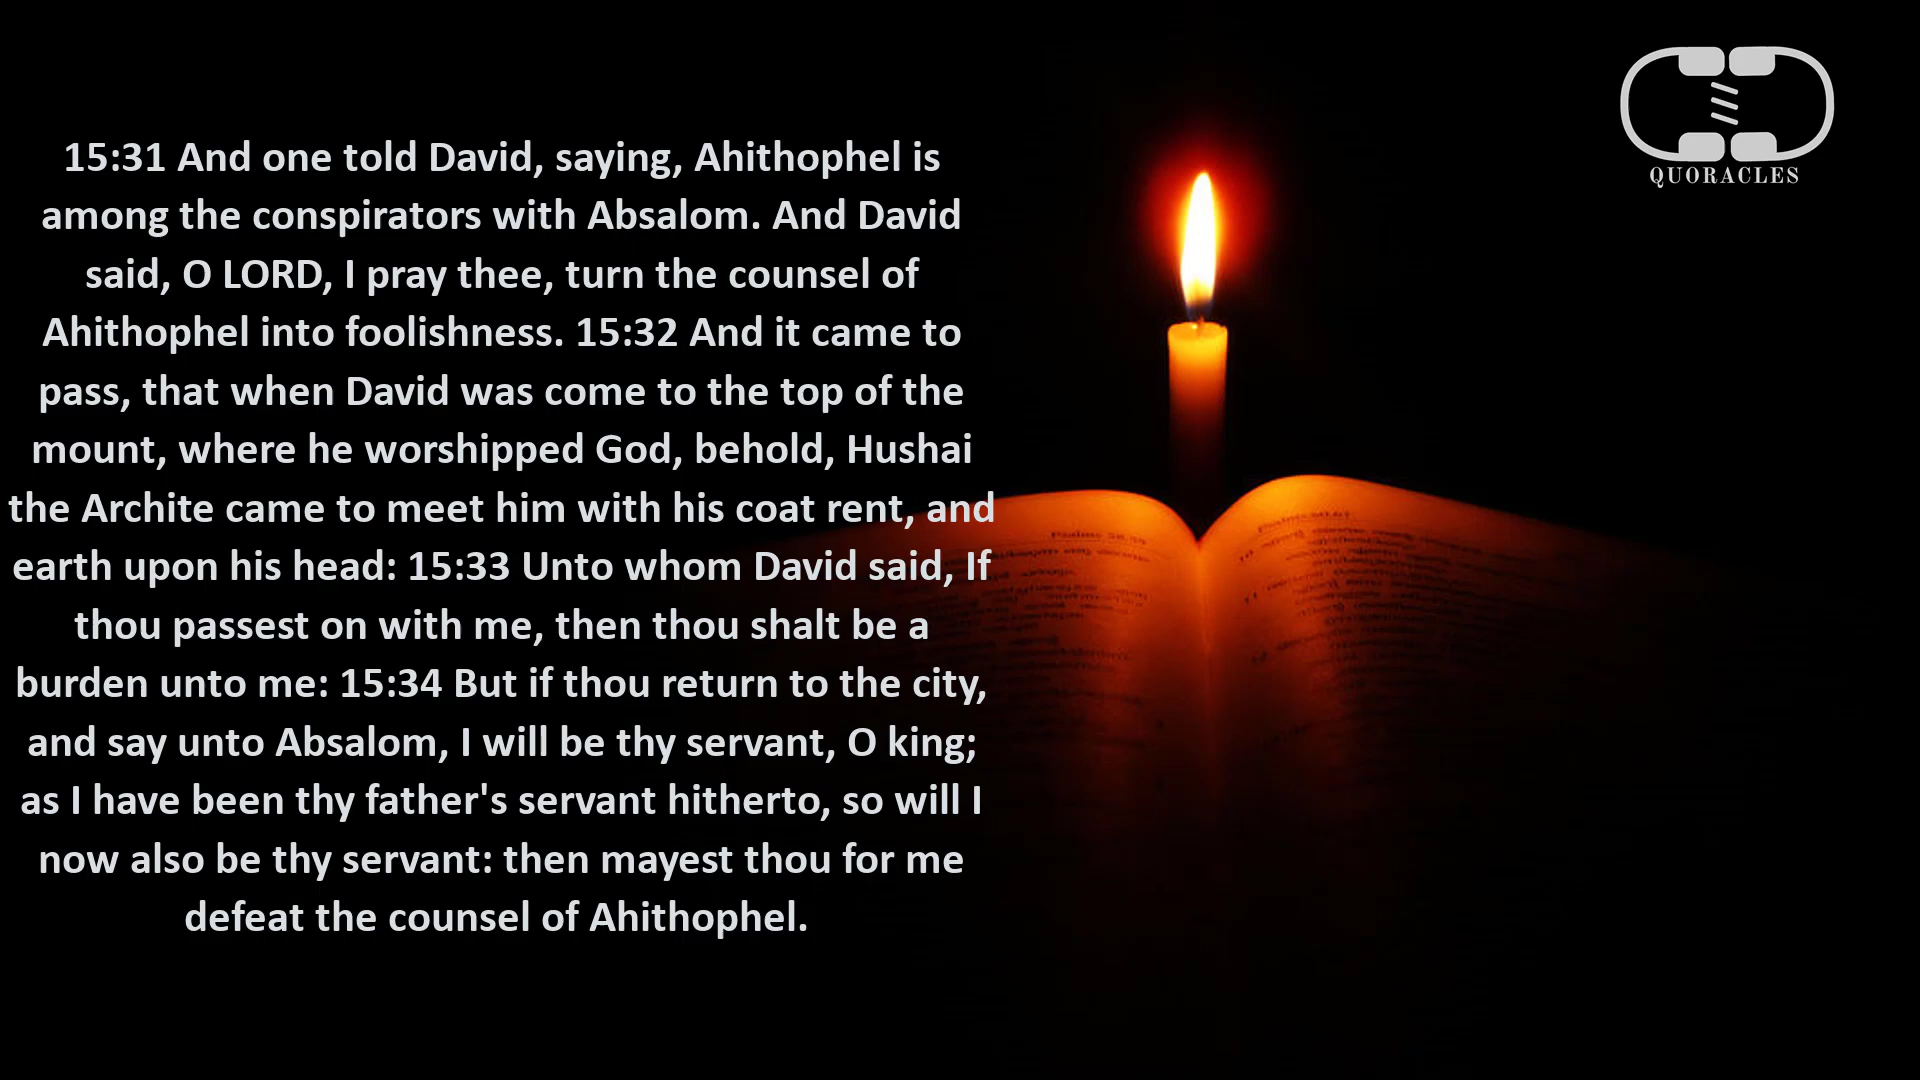 15:31 And one told David, saying, Ahithophel is
among the conspirators with Absalom. And David
said, O LORD, I pray thee, turn the counsel of
Ahithophel into foolishness. 15:32 And it came to
pass, that when David was come to the top of the
mount, where he worshipped God, behold, Hushai
the Archite came to meet him with his coat rent, and
earth upon his head: 15:33 Unto whom David said, If
thou passest on with me, then thou shalt be a
burden unto me: 15:34 But if thou return to the city,
and say unto Absalom, I will be thy servant, O king;
as I have been thy father's servant hitherto, so will I
now also be thy servant: then mayest thou for me
defeat the counsel of Ahithophel.
QUORACLES